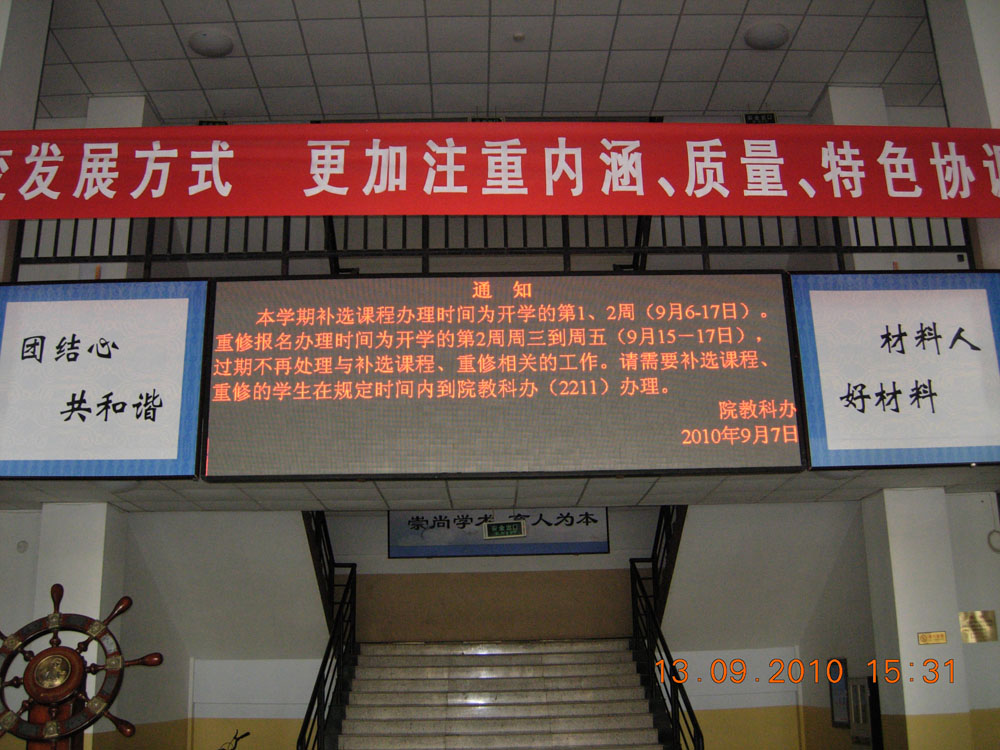 发展方式 更加注重内涵、质量、特色协
团结心
共和谐
通 知
本学期补选课程办理时间为开学的第1、2周（9月6-17日）。
重修报名办理时间为开学的第2周周三到周五（9月15－17日），
过期不再处理与补选课程、重修相关的工作。请需要补选课程、
重修的学生在规定时间内到院教科办（2211）办理。
院教科办
2010年9月7日
材料人
好材料
崇尚学术 育人为本
安全出口
13.09.2010 15:31